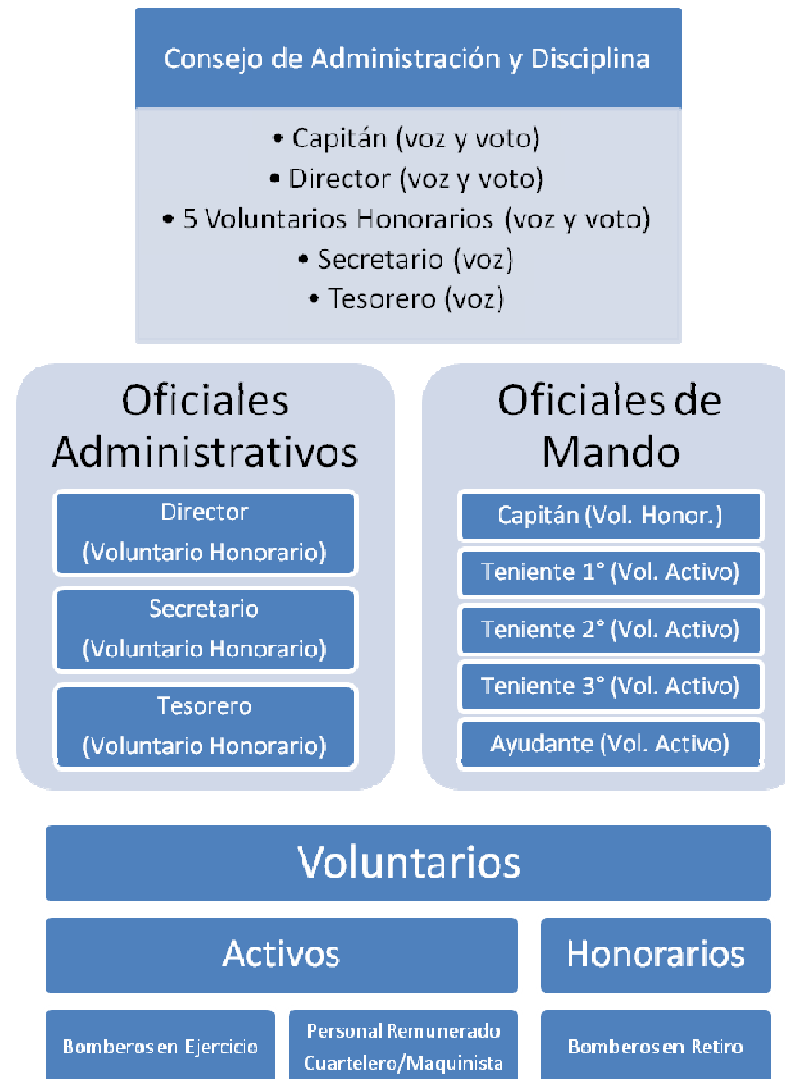 Consejo de Administración y Disciplina
• Capitán (voz y voto)
• Director (voz y voto)
• 5 Voluntarios Honorarios (voz y voto)
• Secretario (voz)
• Tesorero (voz)
Oficiales
Administrativos
Director
(Voluntario Honorario)
Secretario
(Voluntario Honorario)
Tesorero
(Voluntario Honorario)
Oficiales de
Mando
Capitán (Vol. Honor.)
Teniente 1° (Vol. Activo)
Teniente 2° (Vol. Activo)
Teniente 3° (Vol. Activo)
Ayudante (Vol. Activo)
Voluntarios
Activos
Honorarios
Bomberos en Ejercicio
Personal Remunerado
Cuartelero/Maquinista
Bomberos en Retiro